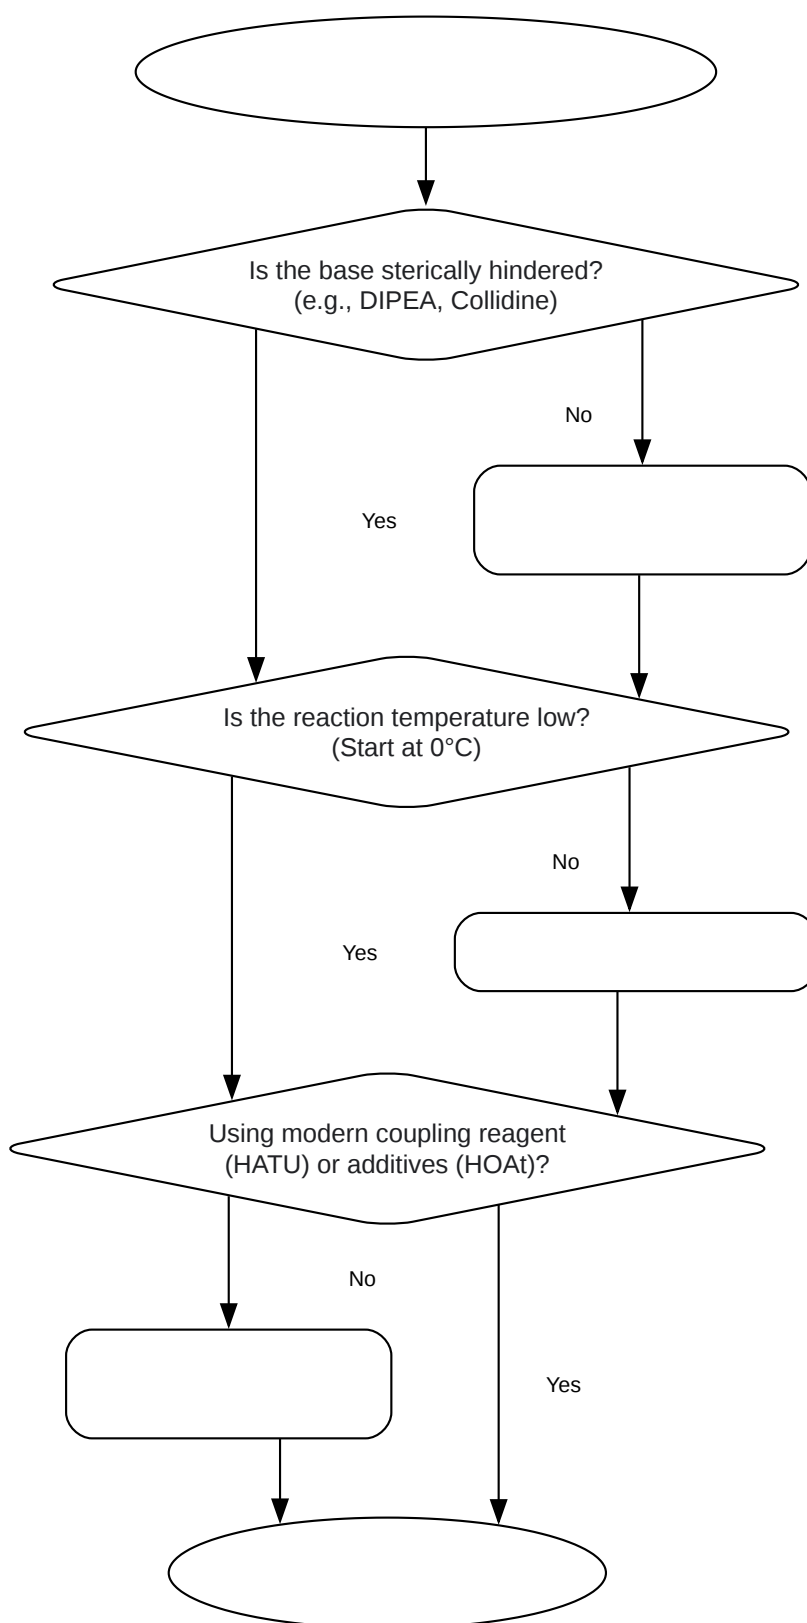 Is the base sterically hindered?
(e.g., DIPEA, Collidine)
No
Yes
Is the reaction temperature low?
(Start at 0°C)
No
Yes
Using modern coupling reagent
(HATU) or additives (HOAt)?
No
Yes